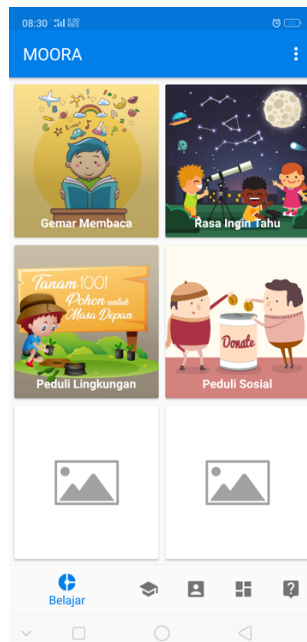 08:30
MOORA
Gemar Membaca
Rasa Ingin Tahu
Tanam 1001
Pohon untuk
Masa Depan
Peduli Lingkungan
Donate
Peduli Sosial
Belajar